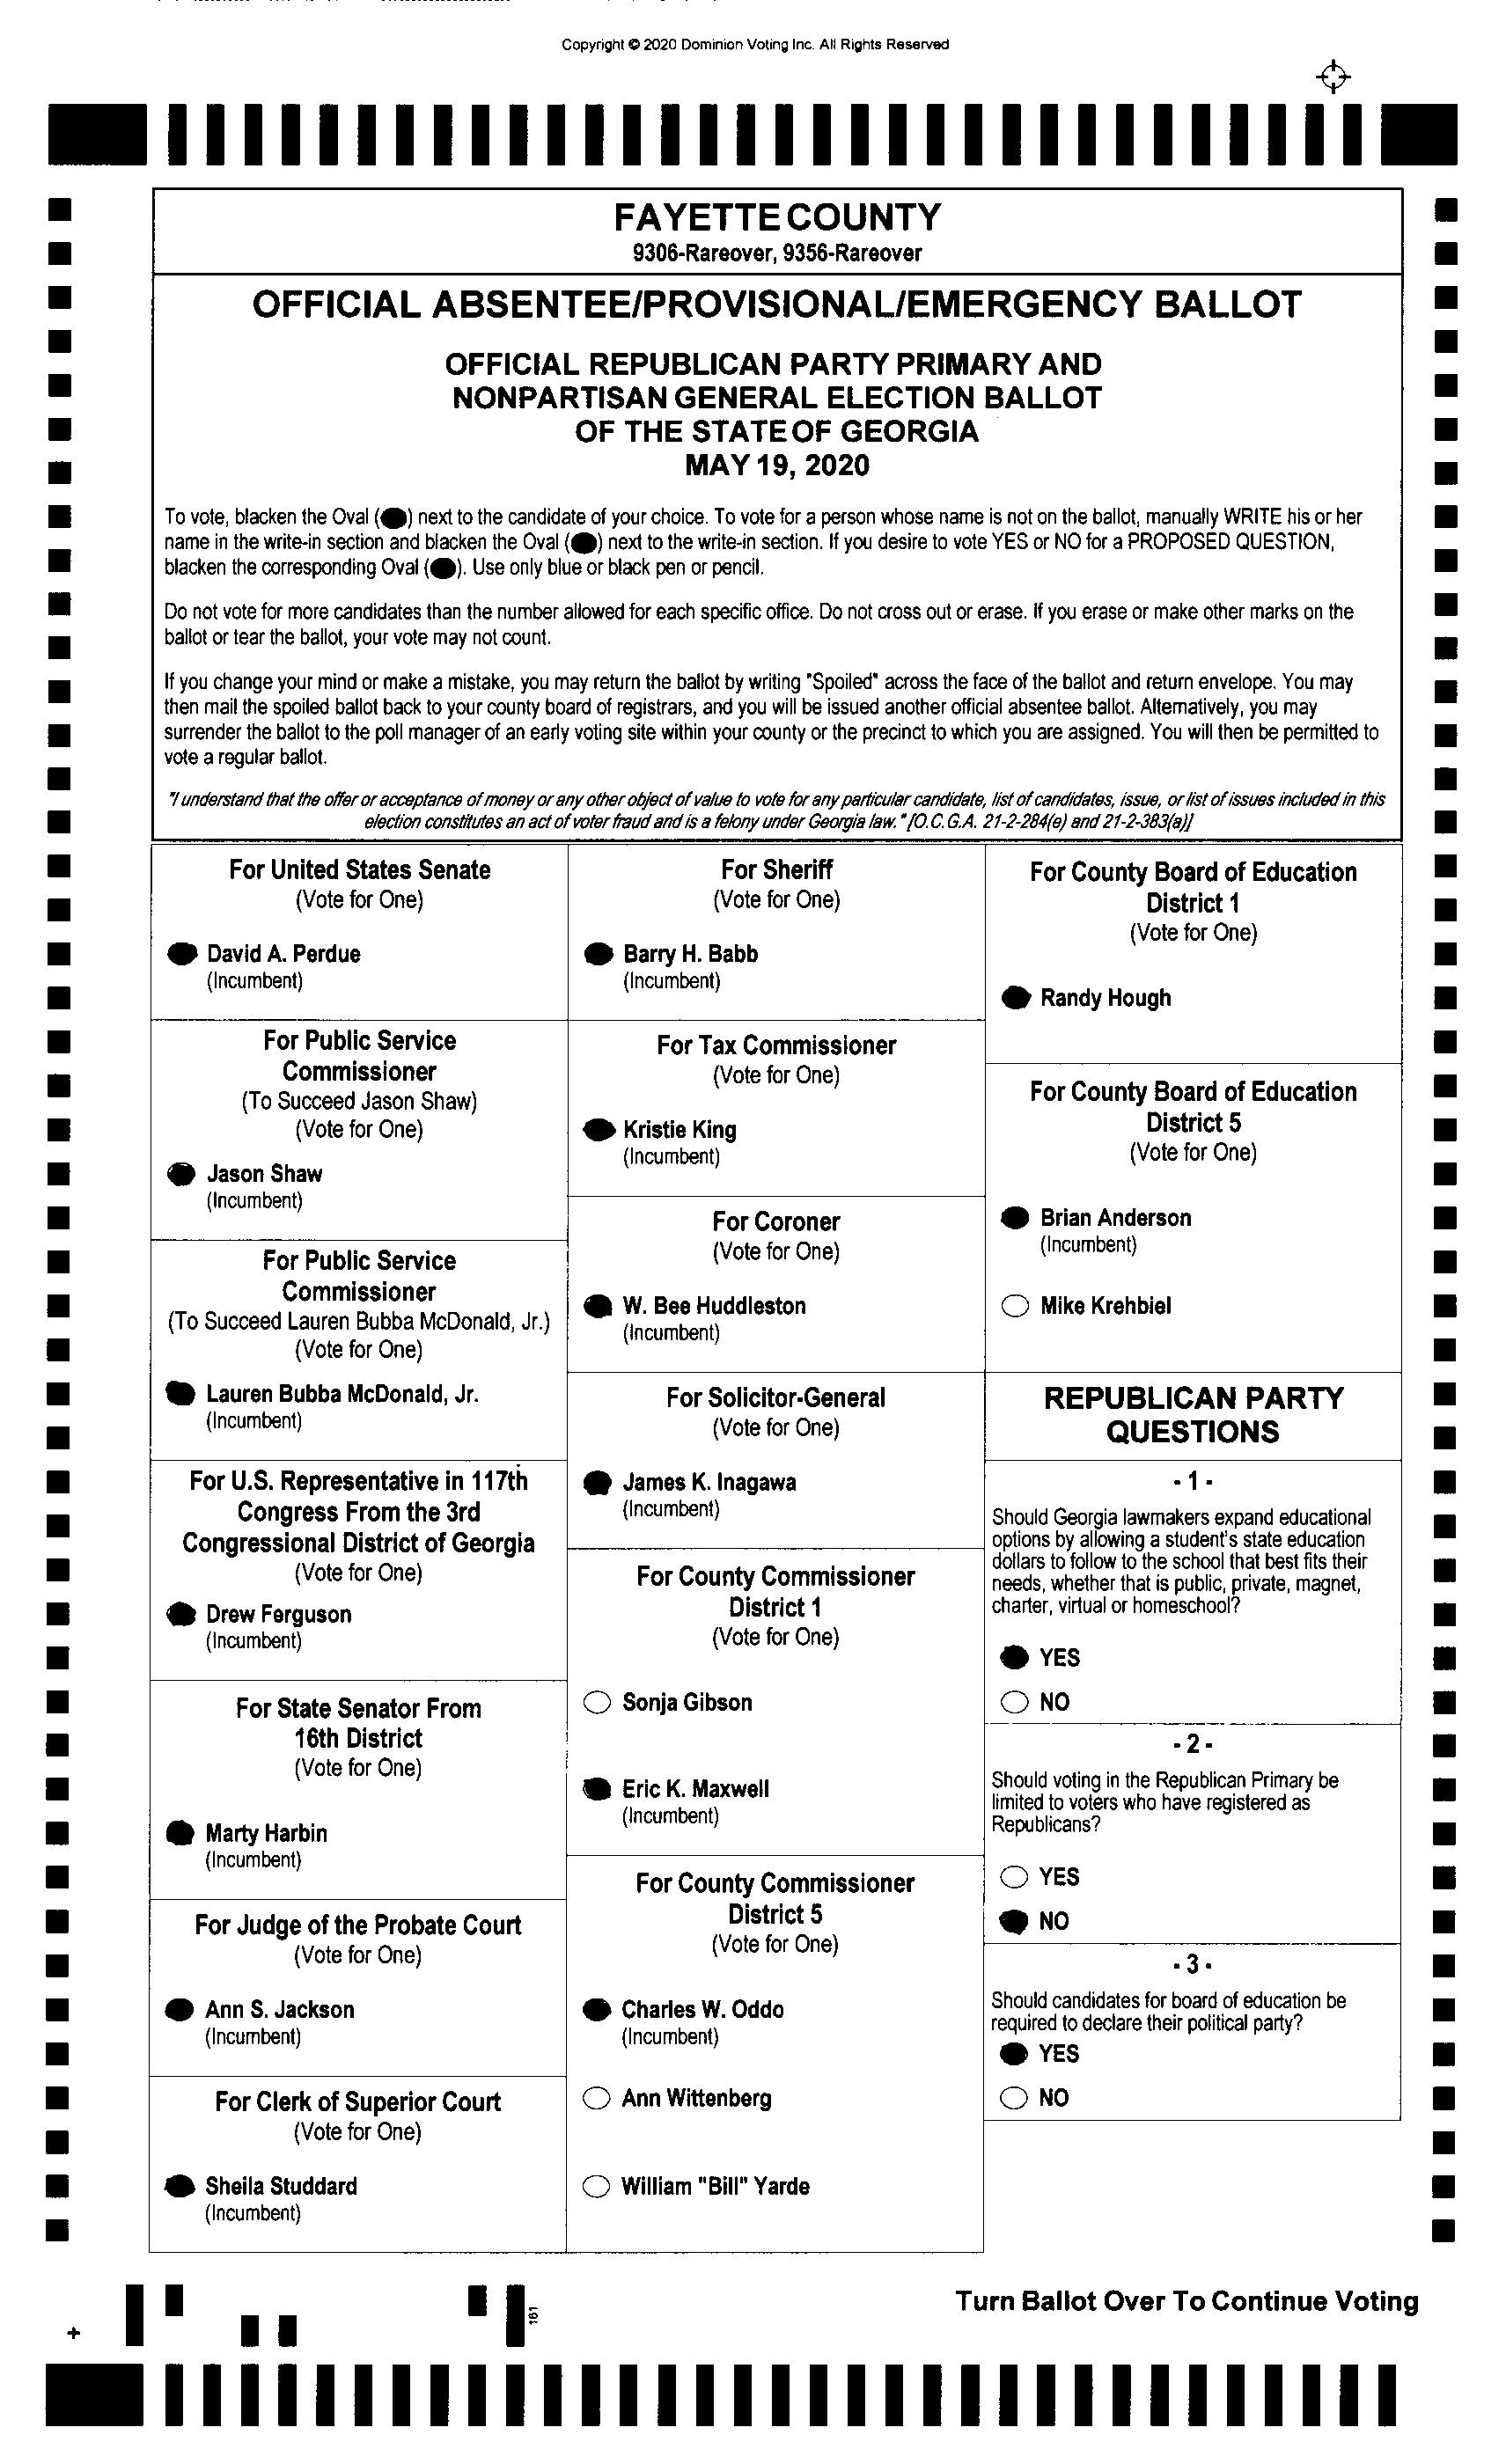 Copyright © 2020 Dominion Voting Inc. All Rights Reserved
FAYETTE COUNTY
9306-Rareover, 9356-Rareover
OFFICIAL ABSENTEE/PROVISIONAL/EMERGENCY BALLOT
OFFICIAL REPUBLICAN PARTY PRIMARY AND
NONPARTISAN GENERAL ELECTION BALLOT
OF THE STATE OF GEORGIA
MAY 19, 2020
To vote, blacken the Oval ( ) next to the candidate of your choice. To vote for a person whose name is not on the ballot, manually WRITE his or her
name in the write-in section and blacken the Oval ( ) next to the write-in section. If you desire to vote YES or NO for a PROPOSED QUESTION,
blacken the corresponding Oval ( ). Use only blue or black pen or pencil.
Do not vote for more candidates than the number allowed for each specific office. Do not cross out or erase. If you erase or make other marks on the
ballot or tear the ballot, your vote may not count.
If you change your mind or make a mistake, you may return the ballot by writing "Spoiled" across the face of the ballot and return envelope. You may
then mail the spoiled ballot back to your county board of registrars, and you will be issued another official absentee ballot. Alternatively, you may
surrender the ballot to the poll manager of an early voting site within your county or the precinct to which you are assigned. You will then be permitted to
vote a regular ballot.
"I understand that the offer or acceptance of money or any other object of value to vote for any particular candidate, list of candidates, issue, or list of issues included in this
election constitutes an act of voter fraud and is a felony under Georgia law." [O.C.G.A. 21-2-284(e) and 21-2-383(a)]
For United States Senate
(Vote for One)
David A. Perdue
(Incumbent)
For Public Service
Commissioner
(To Succeed Jason Shaw)
(Vote for One)
Jason Shaw
(Incumbent)
For Public Service
Commissioner
(To Succeed Lauren Bubba McDonald, Jr.)
(Vote for One)
Lauren Bubba McDonald, Jr.
(Incumbent)
For U.S. Representative in 117th
Congress From the 3rd
Congressional District of Georgia
(Vote for One)
Drew Ferguson
(Incumbent)
For State Senator From
16th District
(Vote for One)
Marty Harbin
(Incumbent)
For Judge of the Probate Court
(Vote for One)
Ann S. Jackson
(Incumbent)
For Clerk of Superior Court
(Vote for One)
Sheila Studdard
(Incumbent)
For Sheriff
(Vote for One)
Barry H. Babb
(Incumbent)
For Tax Commissioner
(Vote for One)
Kristie King
(Incumbent)
For Coroner
(Vote for One)
W. Bee Huddleston
(Incumbent)
For Solicitor-General
(Vote for One)
James K. Inagawa
(Incumbent)
For County Commissioner
District 1
(Vote for One)
Sonja Gibson
Eric K. Maxwell
(Incumbent)
For County Commissioner
District 5
(Vote for One)
Charles W. Oddo
(Incumbent)
Ann Wittenberg
William "Bill" Yarde
For County Board of Education
District 1
(Vote for One)
Randy Hough
For County Board of Education
District 5
(Vote for One)
Brian Anderson
(Incumbent)
Mike Krehbiel
REPUBLICAN PARTY
QUESTIONS
- 1 -
Should Georgia lawmakers expand educational
options by allowing a student's state education
dollars to follow to the school that best fits their
needs, whether that is public, private, magnet,
charter, virtual or homeschool?
YES
NO
- 2 -
Should voting in the Republican Primary be
limited to voters who have registered as
Republicans?
YES
NO
- 3 -
Should candidates for board of education be
required to declare their political party?
YES
NO
Turn Ballot Over To Continue Voting
161